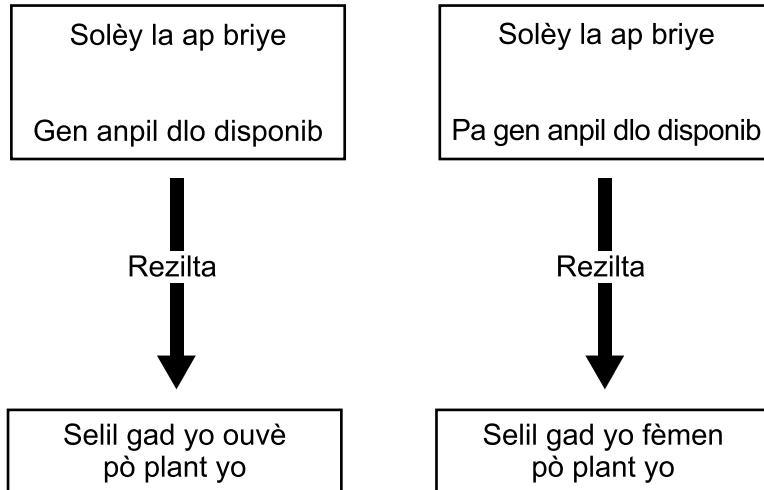 Solèy la ap briye
Gen anpil dlo disponib
Rezilta
Selil gad yo ouvè
pò plant yo
Solèy la ap briye
Pa gen anpil dlo disponib
Rezilta
Selil gad yo fèmen
pò plant yo